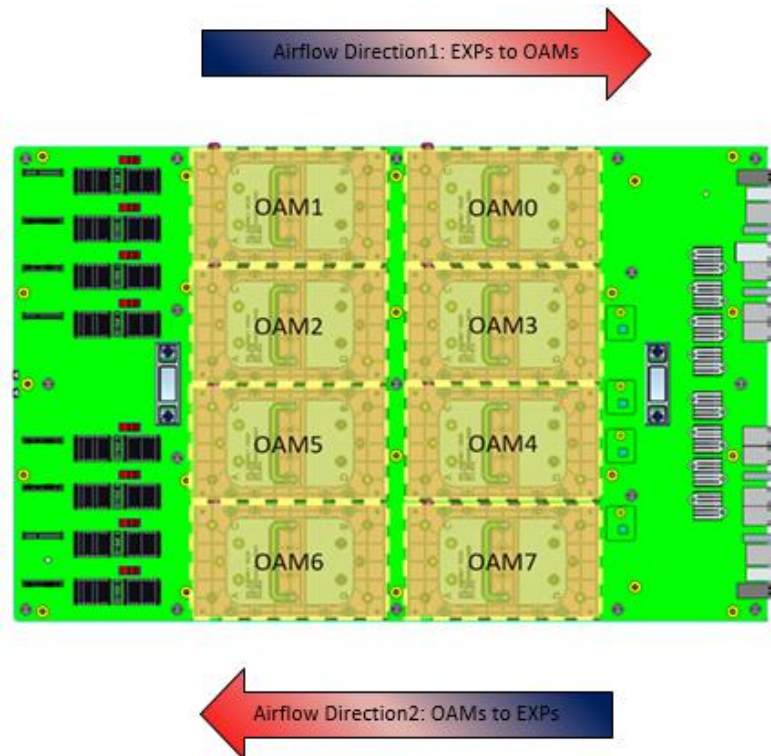 Airflow Direction1: EXPs to OAMs
OAM1 OAM0
OAM2 OAM3
OAM5 OAM4
OAM6 OAM7
Airflow Direction2: OAMs to EXPs